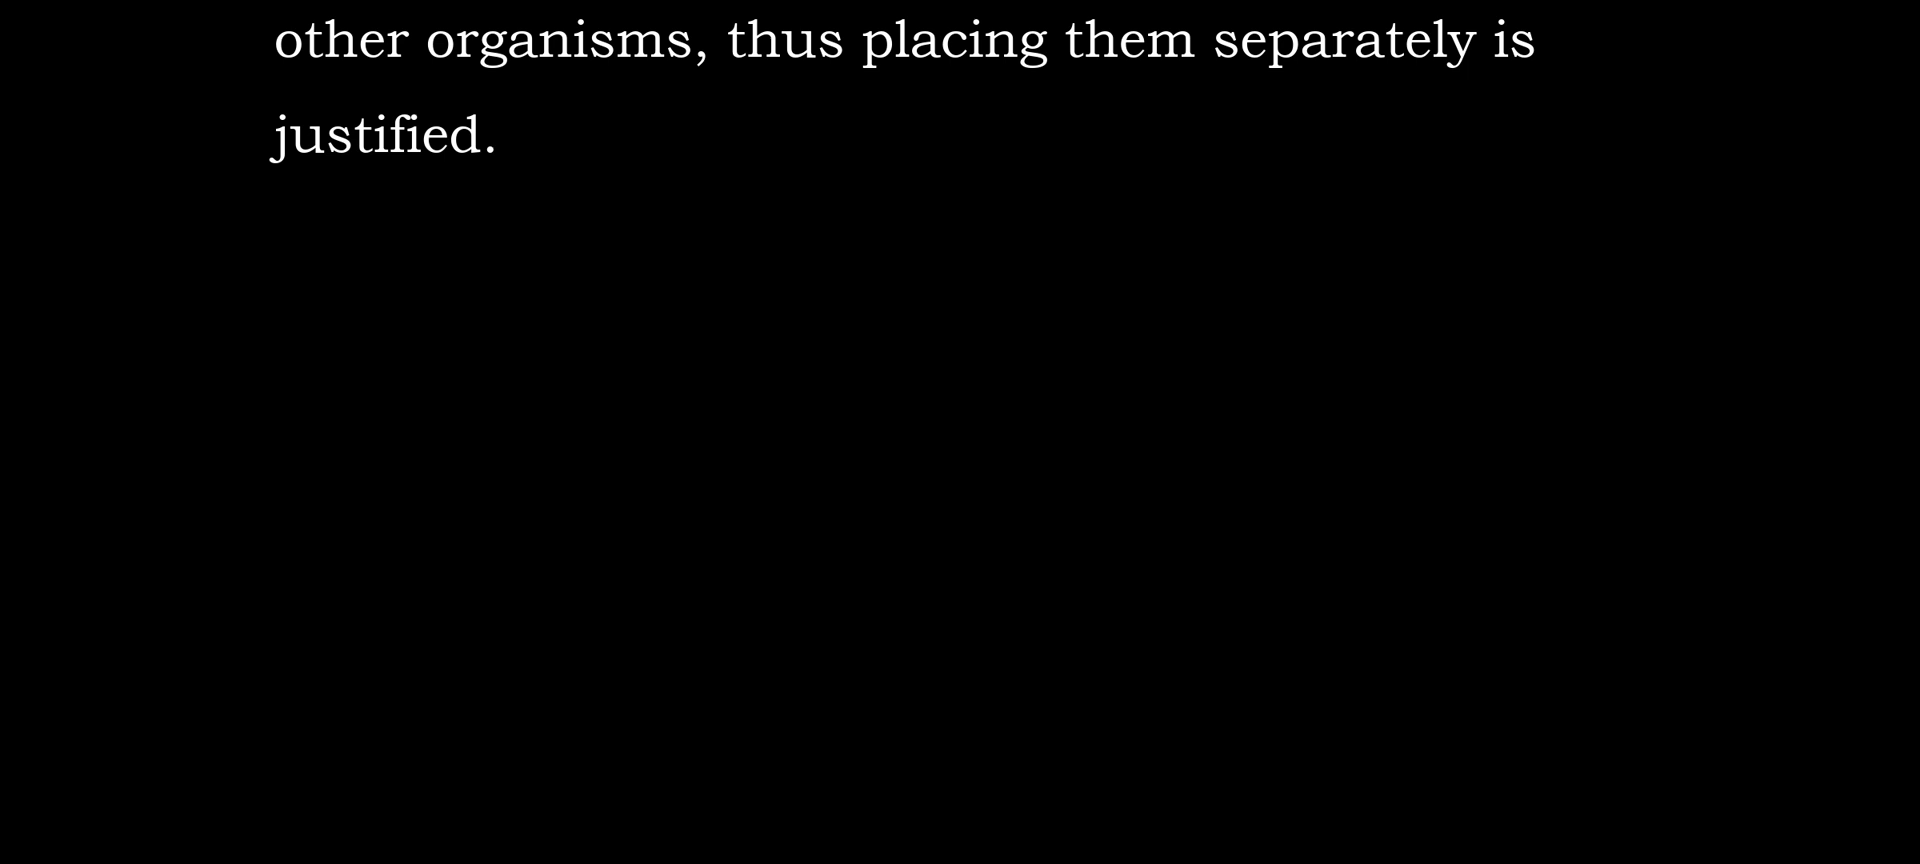 other organisms, thus placing them separately is
justified.